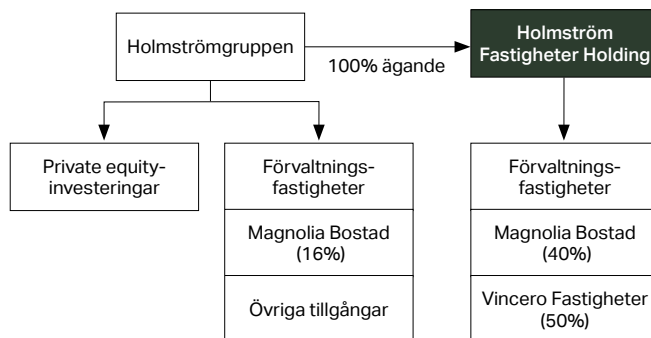 Holmströmgruppen
100% ägande
Holmström
Fastigheter Holding
Private equity-
investeringar
Förvaltnings-
fastigheter
Magnolia Bostad
(16%)
Övriga tillgångar
Förvaltnings-
fastigheter
Magnolia Bostad
(40%)
Vincero Fastigheter
(50%)